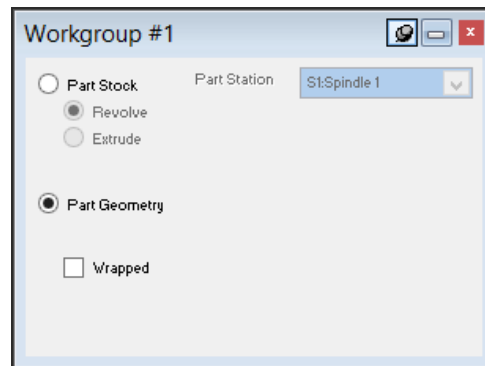 Workgroup #1
Part Stock Part Station S1:Spindle 1
Revolve
Extrude
Part Geometry
Wrapped